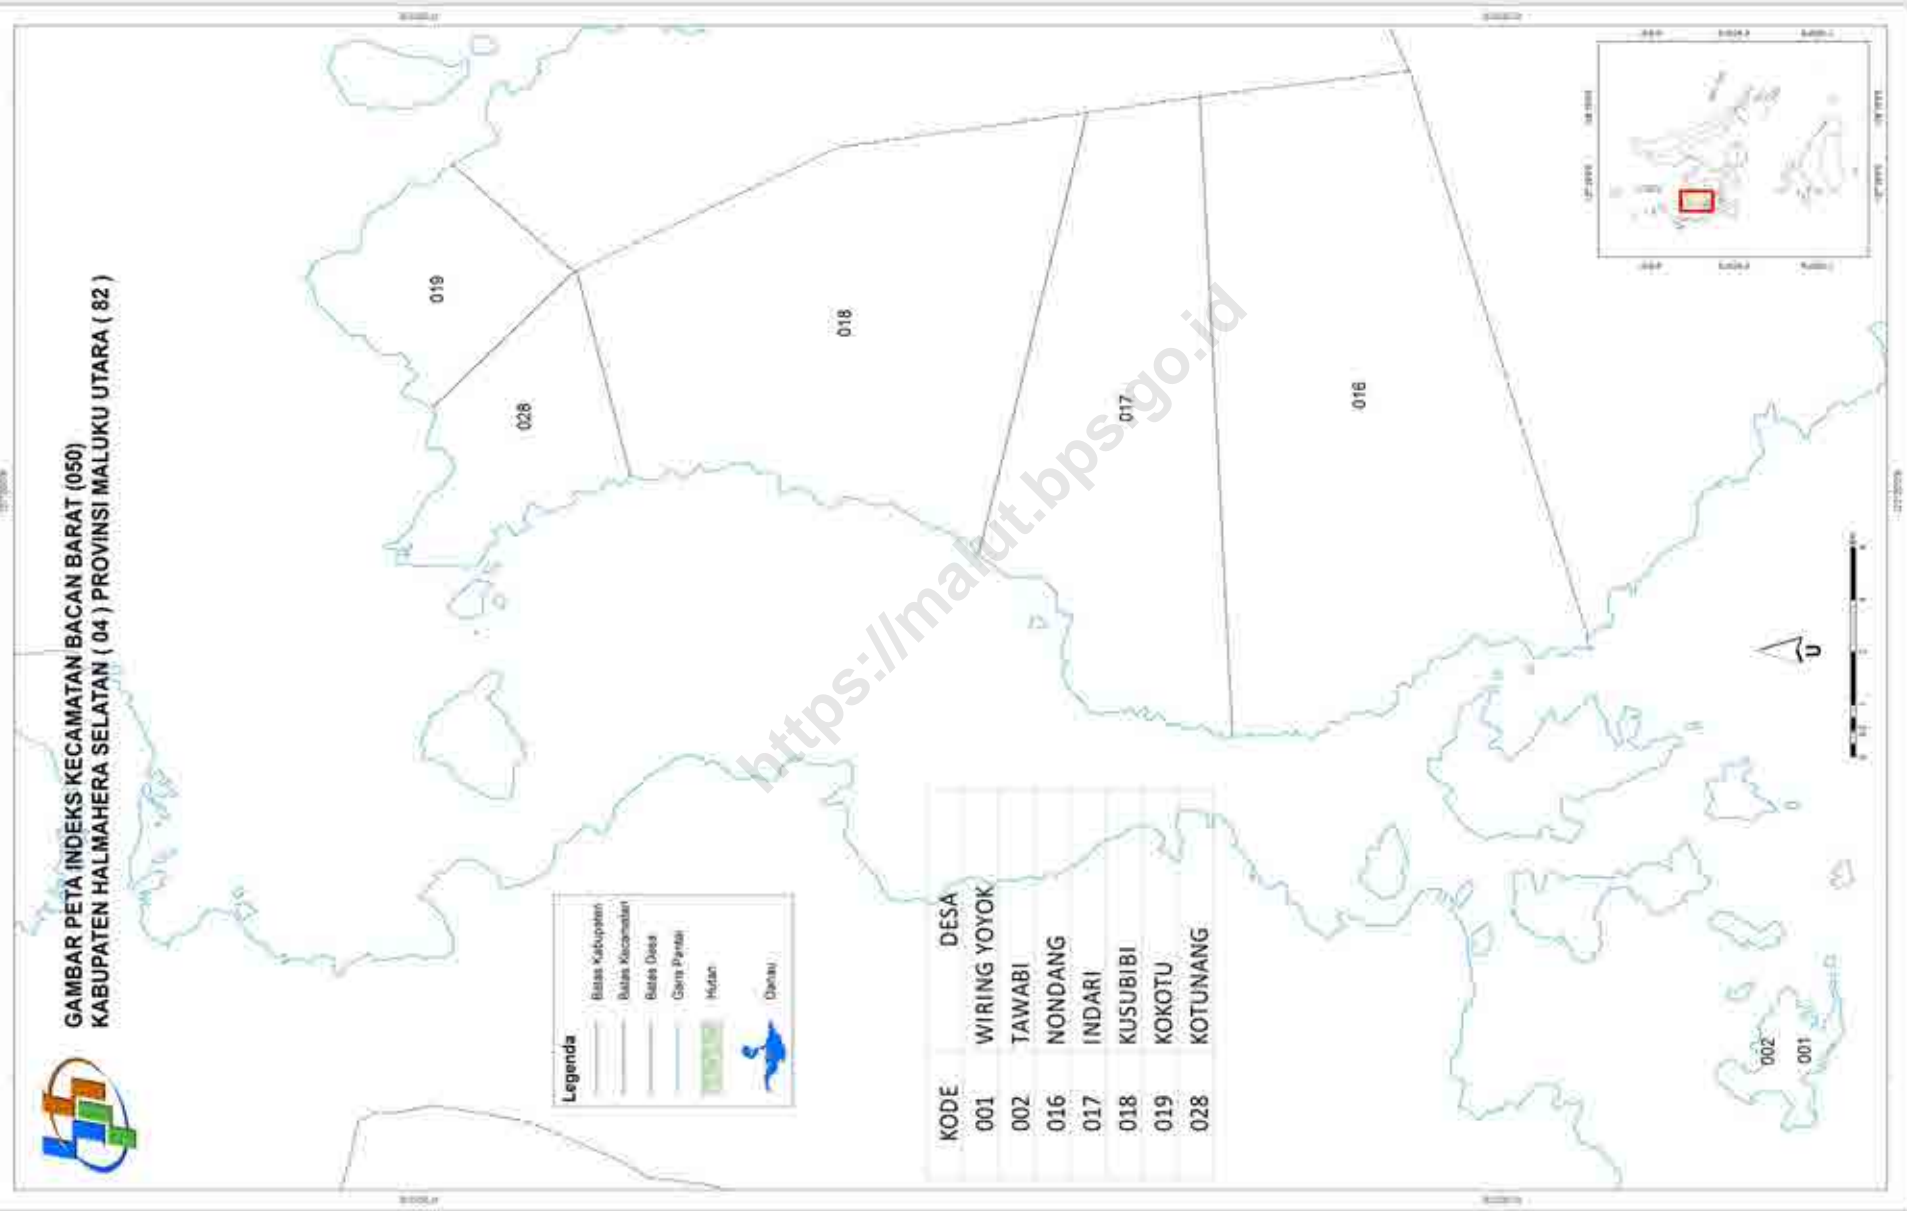 GAMBAR PETA INDEKS KECAMATAN BACAN BARAT (050)
KABUPATEN HALMAHERA SELATAN ( 04 ) PROVINSI MALUKU UTARA ( 82 )
019
028
018
017
016
002
001
Legenda
Batas Kabupaten
Batas Kecamatan
Batas Desa
Garis Pantai
Hutan
Danau
KODE DESA
001 WIRING YOYOK
002 TAWABI
016 NONDANG
017 INDARI
018 KUSUBIBI
019 KOKOTU
028 KOTUNANG
U
https://malut.bps.go.id